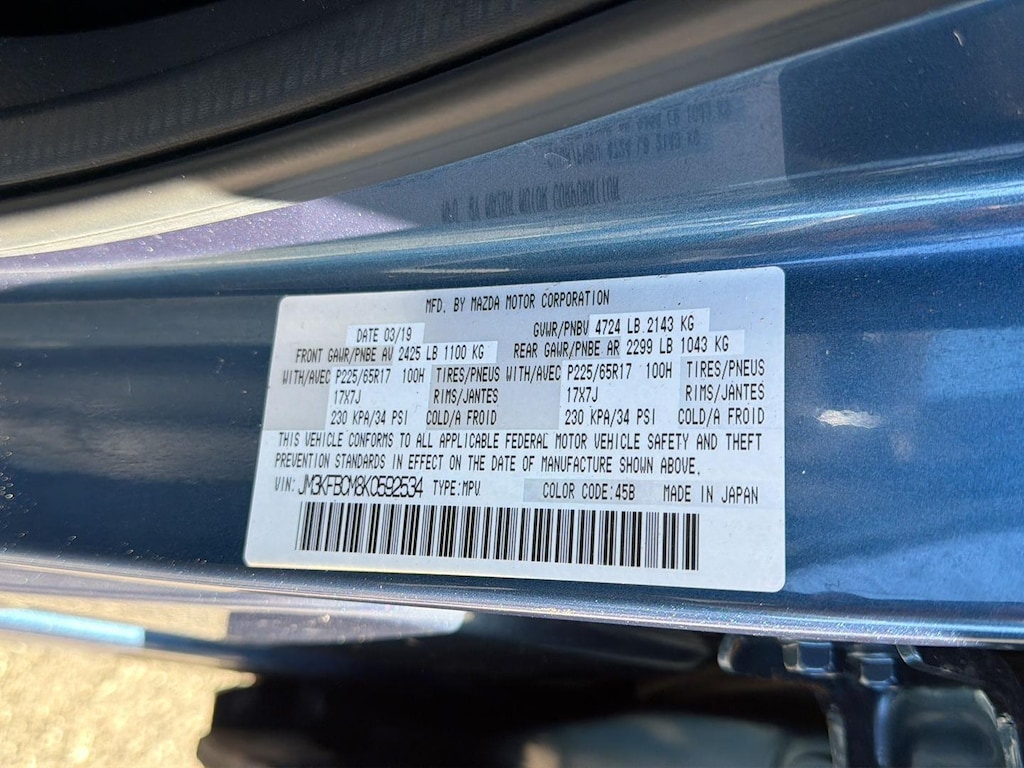 MFD. BY MAZDA MOTOR CORPORATION
DATE 03/19 GVWR/PNBV 4724 LB 2143 KG
FRONT GAWR/PNBE AV 2425 LB 1100 KG REAR GAWR/PNBE AR 2299 LB 1043 KG
WITH/AVEC P225/65R17 100H TIRES/PNEUS WITH/AVEC P225/65R17 100H TIRES/PNEUS
17X7J RIMS/JANTES 17X7J RIMS/JANTES
230 KPA/34 PSI COLD/A FROID 230 KPA/34 PSI COLD/A FROID
THIS VEHICLE CONFORMS TO ALL APPLICABLE FEDERAL MOTOR VEHICLE SAFETY AND THEFT
PREVENTION STANDARDS IN EFFECT ON THE DATE OF MANUFACTURE SHOWN ABOVE.
VIN: JM3KFBCM8K0592534 TYPE:MPV COLOR CODE:45B MADE IN JAPAN